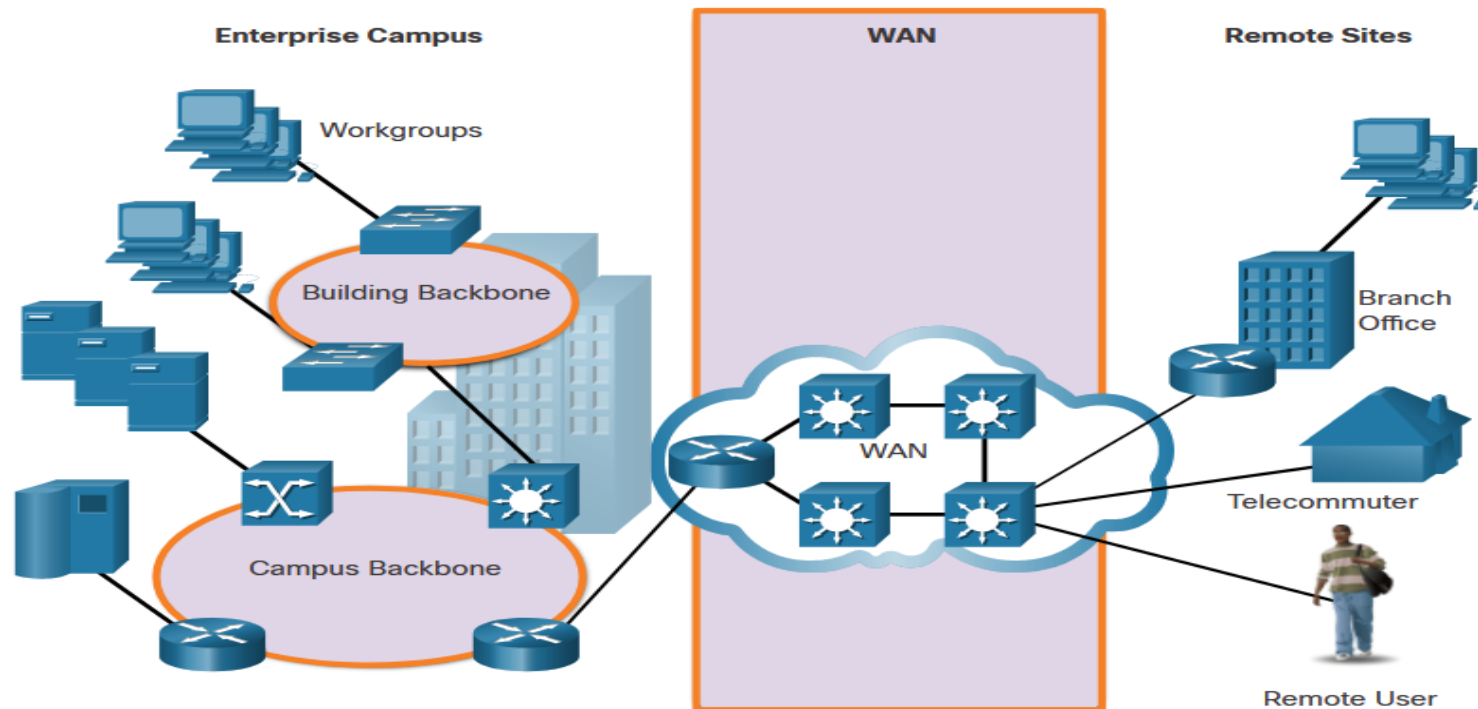 Enterprise Campus
WAN
Remote Sites
Workgroups
Building Backbone
Branch
Office
WAN
Telecommuter
Campus Backbone
Remote User